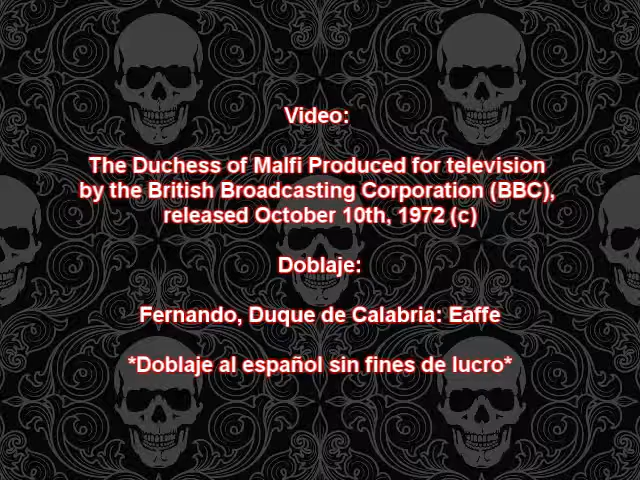 Video:
The Duchess of Malfi Produced for television
by the British Broadcasting Corporation (BBC),
released October 10th, 1972 (c)
Doblaje:
Fernando, Duque de Calabria: Eaffe
*Doblaje al español sin fines de lucro*